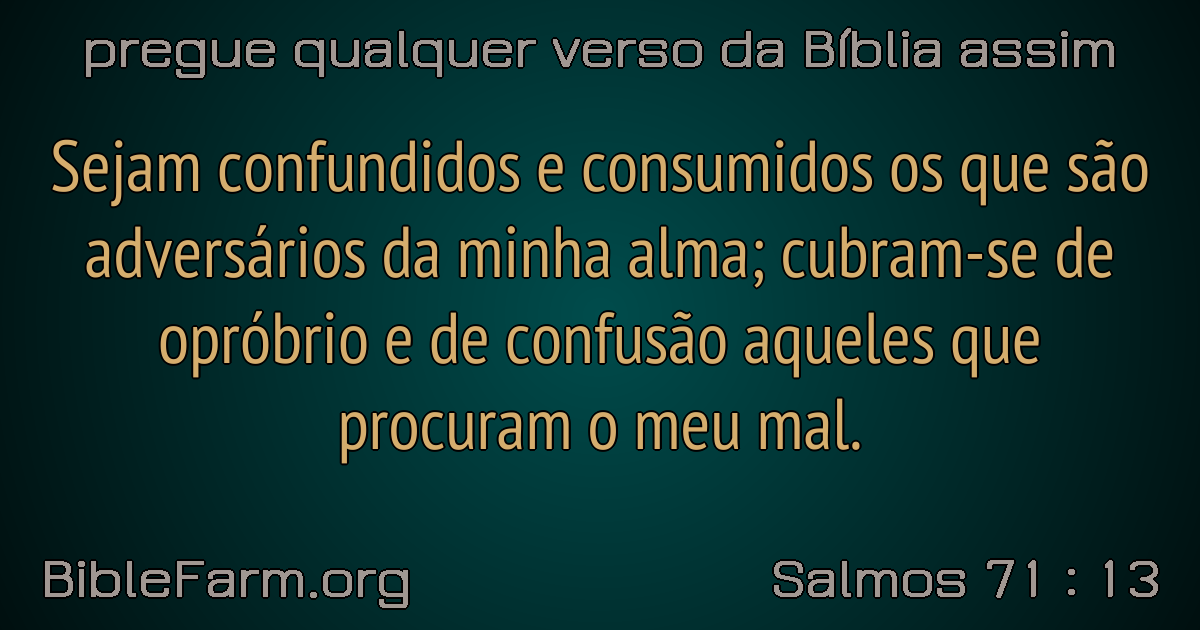 pregue qualquer verso da Bíblia assim
Sejam confundidos e consumidos os que são
adversários da minha alma; cubram-se de
opróbrio e de confusão aqueles que
procuram o meu mal.
BibleFarm.org
Salmos 71 : 13